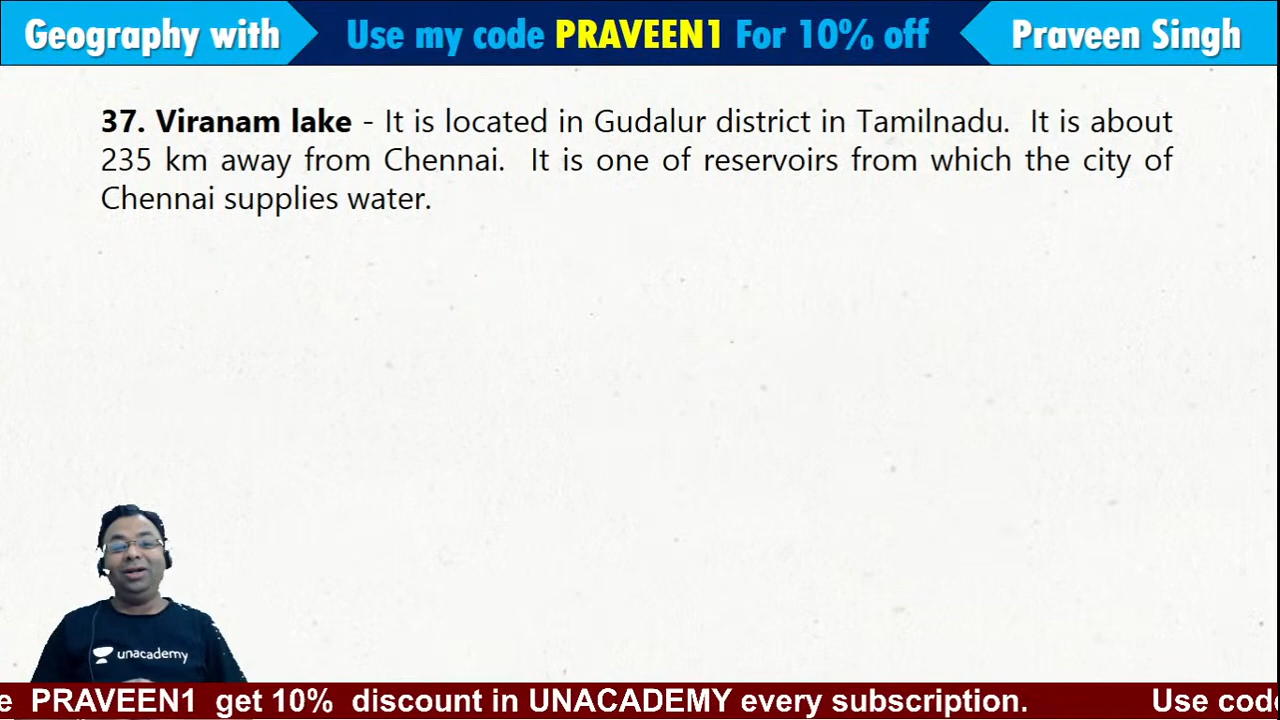 Geography with
Use my code PRAVEEN1 For 10% off
Praveen Singh
37. Viranam lake - It is located in Gudalur district in Tamilnadu. It is about
235 km away from Chennai. It is one of reservoirs from which the city of
Chennai supplies water.
unacademy
e PRAVEEN1 get 10% discount in UNACADEMY every subscription. Use code